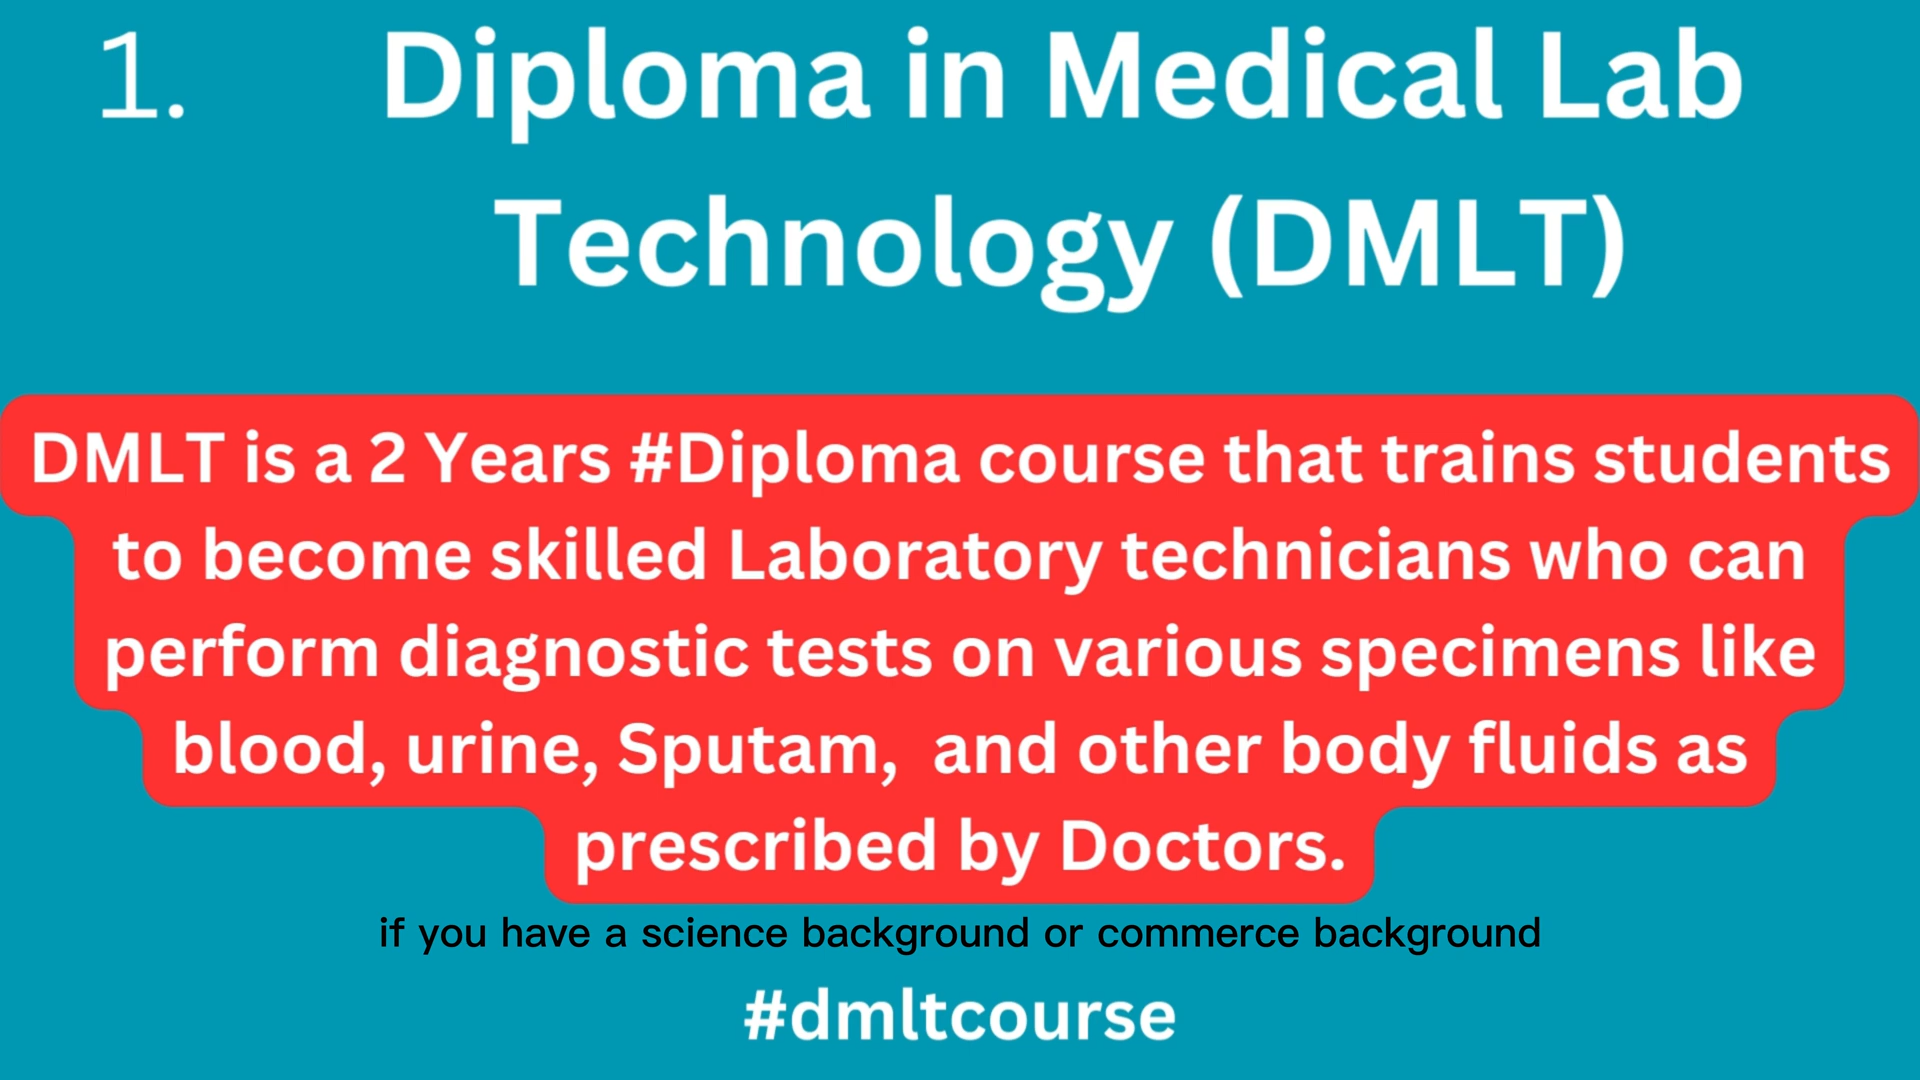 1. Diploma in Medical Lab
Technology (DMLT)
DMLT is a 2 Years #Diploma course that trains students
to become skilled Laboratory technicians who can
perform diagnostic tests on various specimens like
blood, urine, Sputam,  and other body fluids as
prescribed by Doctors.
if you have a science background or commerce background
#dmltcourse